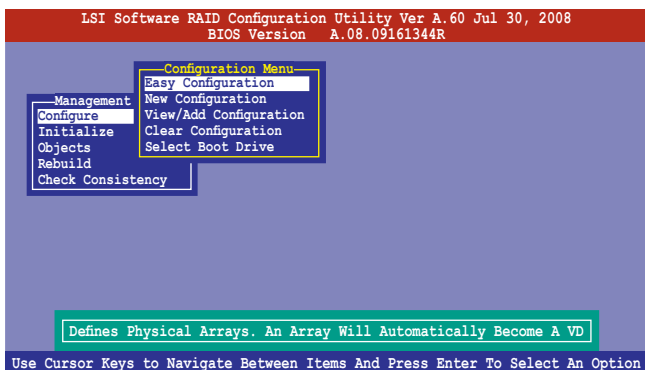 LSI Software RAID Configuration Utility Ver A.60 Jul 30, 2008
BIOS Version A.08.09161344R
Management
Configure
Initialize
Objects
Rebuild
Check Consistency
Configuration Menu
Easy Configuration
New Configuration
View/Add Configuration
Clear Configuration
Select Boot Drive
Defines Physical Arrays. An Array Will Automatically Become A VD
Use Cursor Keys to Navigate Between Items And Press Enter To Select An Option